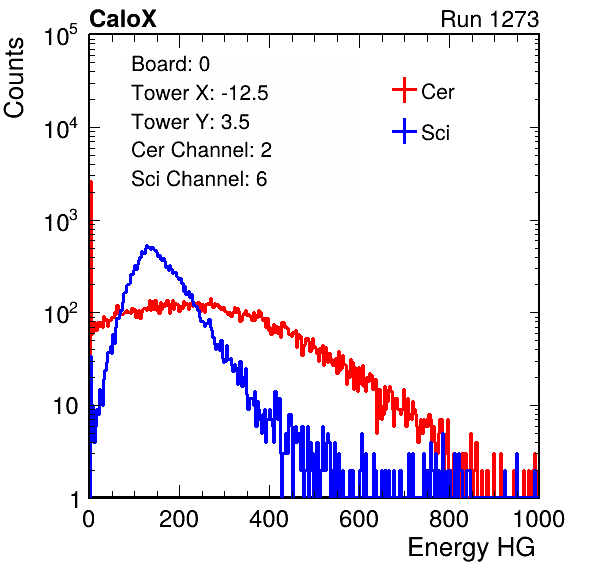 CaloX Run 1273
Counts
Board: 0
Tower X: -12.5
Tower Y: 3.5
Cer Channel: 2
Sci Channel: 6
Cer
Sci
10^5
10^4
10^3
10^2
10
1
0 200 400 600 800 1000
Energy HG